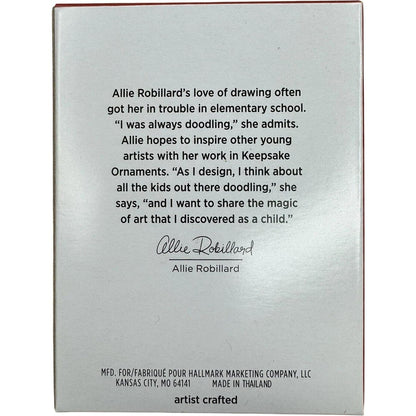 Allie Robillard's love of drawing often
got her in trouble in elementary school.
“I was always doodling,” she admits.
Allie hopes to inspire other young
artists with her work in Keepsake
Ornaments. “As I design, I think about
all the kids out there doodling,” she
says, “and I want to share the magic
of art that I discovered as a child.”
Allie Robillard
Allie Robillard
MFD. FOR/FABRIQUÉ POUR HALLMARK MARKETING COMPANY, LLC
KANSAS CITY, MO 64141 MADE IN THAILAND
artist crafted